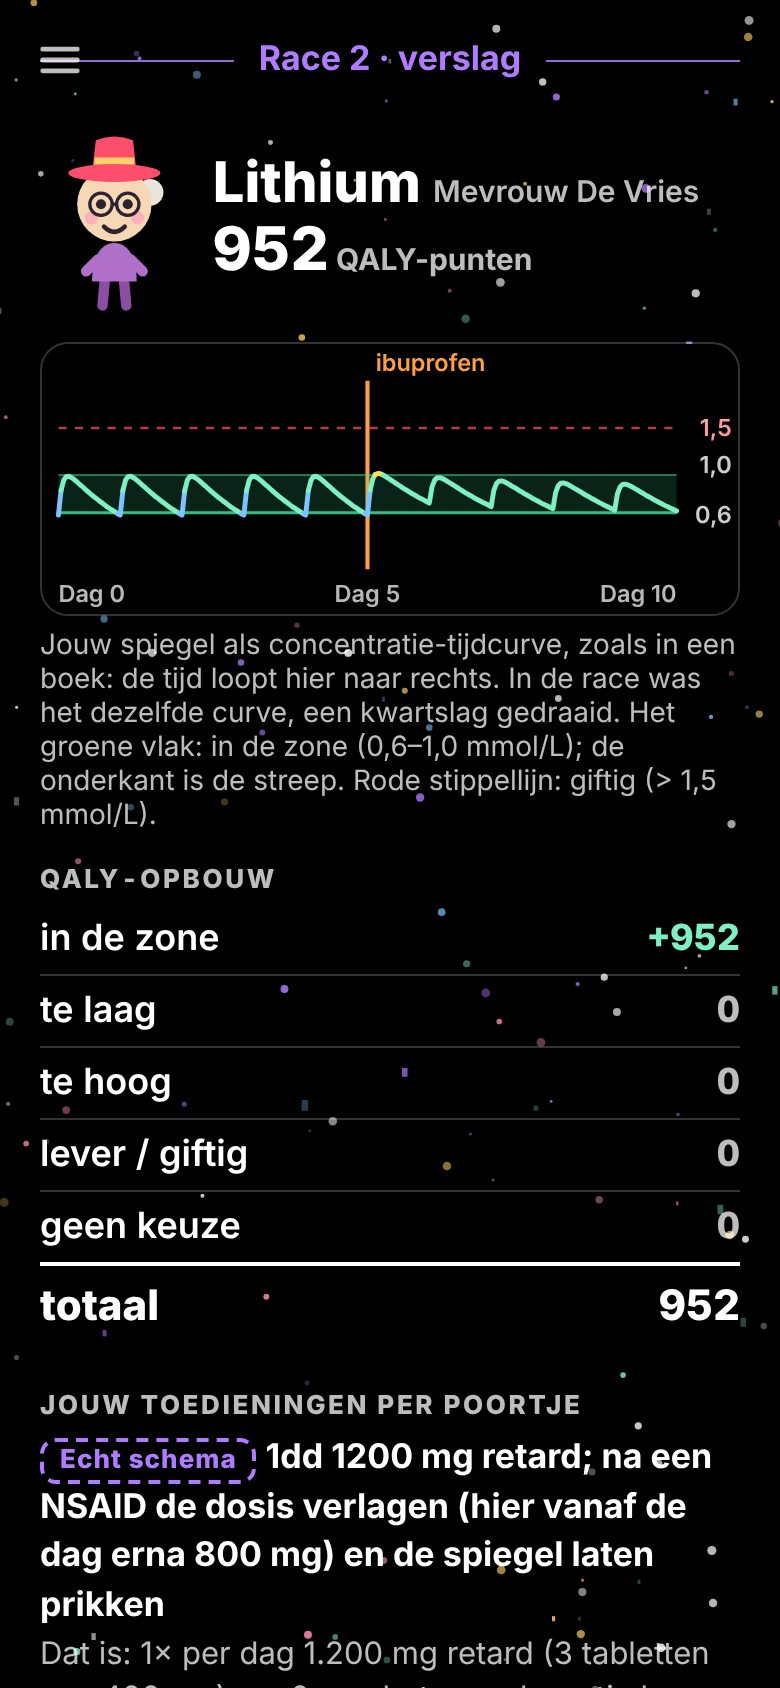 Race 2 · verslag
Lithium Mevrouw De Vries
952 QALY-punten
ibuprofen
1,5
1,0
0,6
Dag 0 Dag 5 Dag 10
Jouw spiegel als concentratie-tijdcurve, zoals in een
boek: de tijd loopt hier naar rechts. In de race was
het dezelfde curve, een kwartslag gedraaid. Het
groene vlak: in de zone (0,6–1,0 mmol/L); de
onderkant is de streep. Rode stippellijn: giftig (> 1,5
mmol/L).
QALY-OPBOUW
in de zone +952
te laag 0
te hoog 0
lever / giftig 0
geen keuze 0
totaal 952
JOUW TOEDIENINGEN PER POORTJE
Echt schema 1dd 1200 mg retard; na een
NSAID de dosis verlagen (hier vanaf de
dag erna 800 mg) en de spiegel laten
prikken
Dat is: 1× per dag 1.200 mg retard (3 tabletten